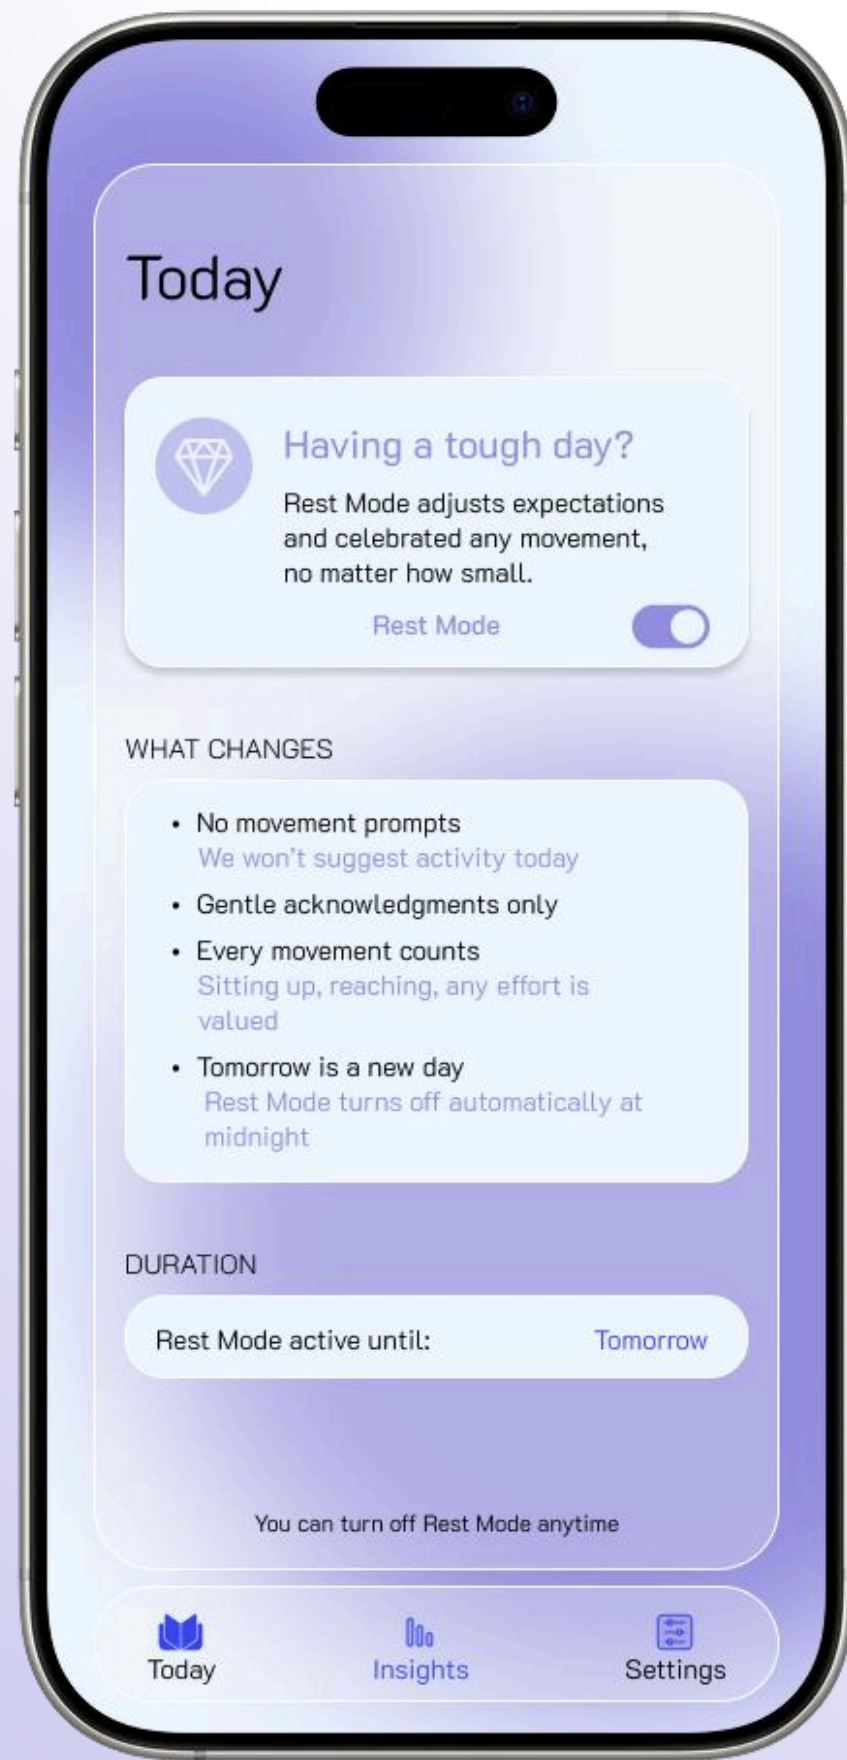 Today
Having a tough day?
Rest Mode adjusts expectations
and celebrated any movement,
no matter how small.
Rest Mode
WHAT CHANGES
• No movement prompts
We won't suggest activity today
• Gentle acknowledgments only
• Every movement counts
Sitting up, reaching, any effort is
valued
• Tomorrow is a new day
Rest Mode turns off automatically at
midnight
DURATION
Rest Mode active until: Tomorrow
You can turn off Rest Mode anytime
Today Insights Settings